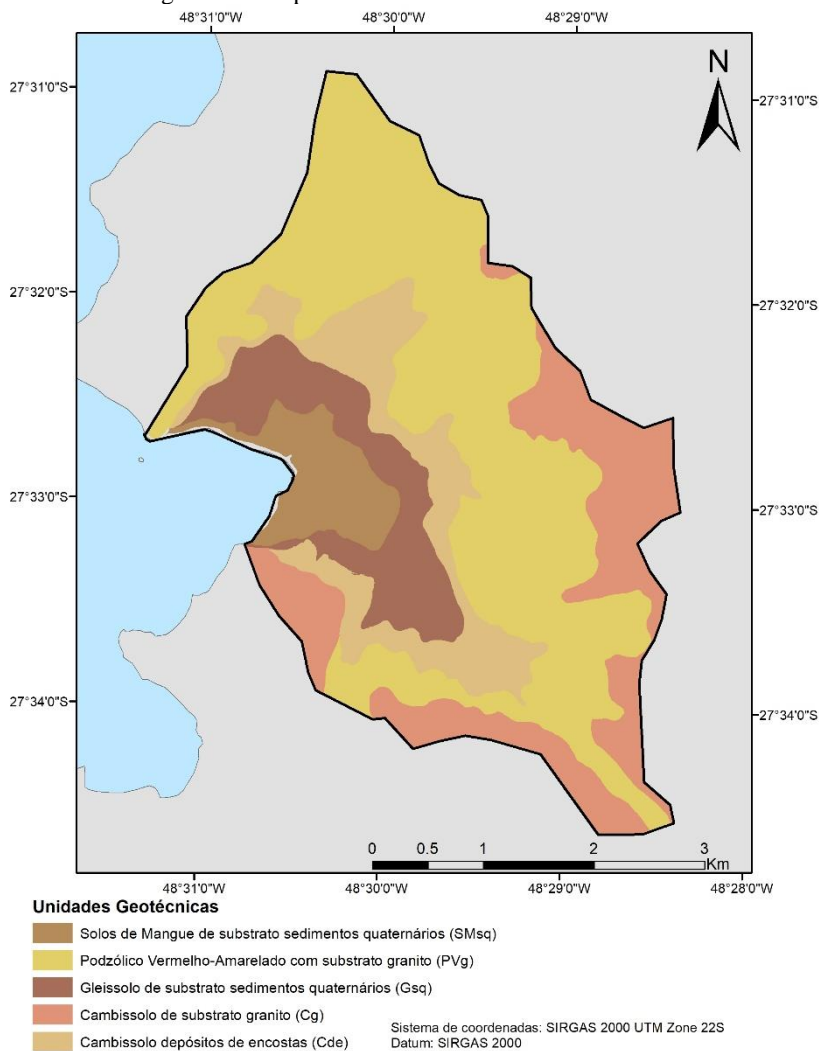 48°31'0"W 48°30'0"W 48°29'0"W
N
27°31'0"S 27°31'0"S
27°32'0"S 27°32'0"S
27°33'0"S 27°33'0"S
27°34'0"S 27°34'0"S
0 0.5 1 2 3
Km
48°31'0"W 48°30'0"W 48°29'0"W 48°28'0"W
Unidades Geotécnicas
Solos de Mangue de substrato sedimentos quaternários (SMsq)
Podzólico Vermelho-Amarelado com substrato granito (PVg)
Gleissolo de substrato sedimentos quaternários (Gsq)
Cambissolo de substrato granito (Cg)
Cambissolo depósitos de encostas (Cde)
Sistema de coordenadas: SIRGAS 2000 UTM Zone 22S
Datum: SIRGAS 2000